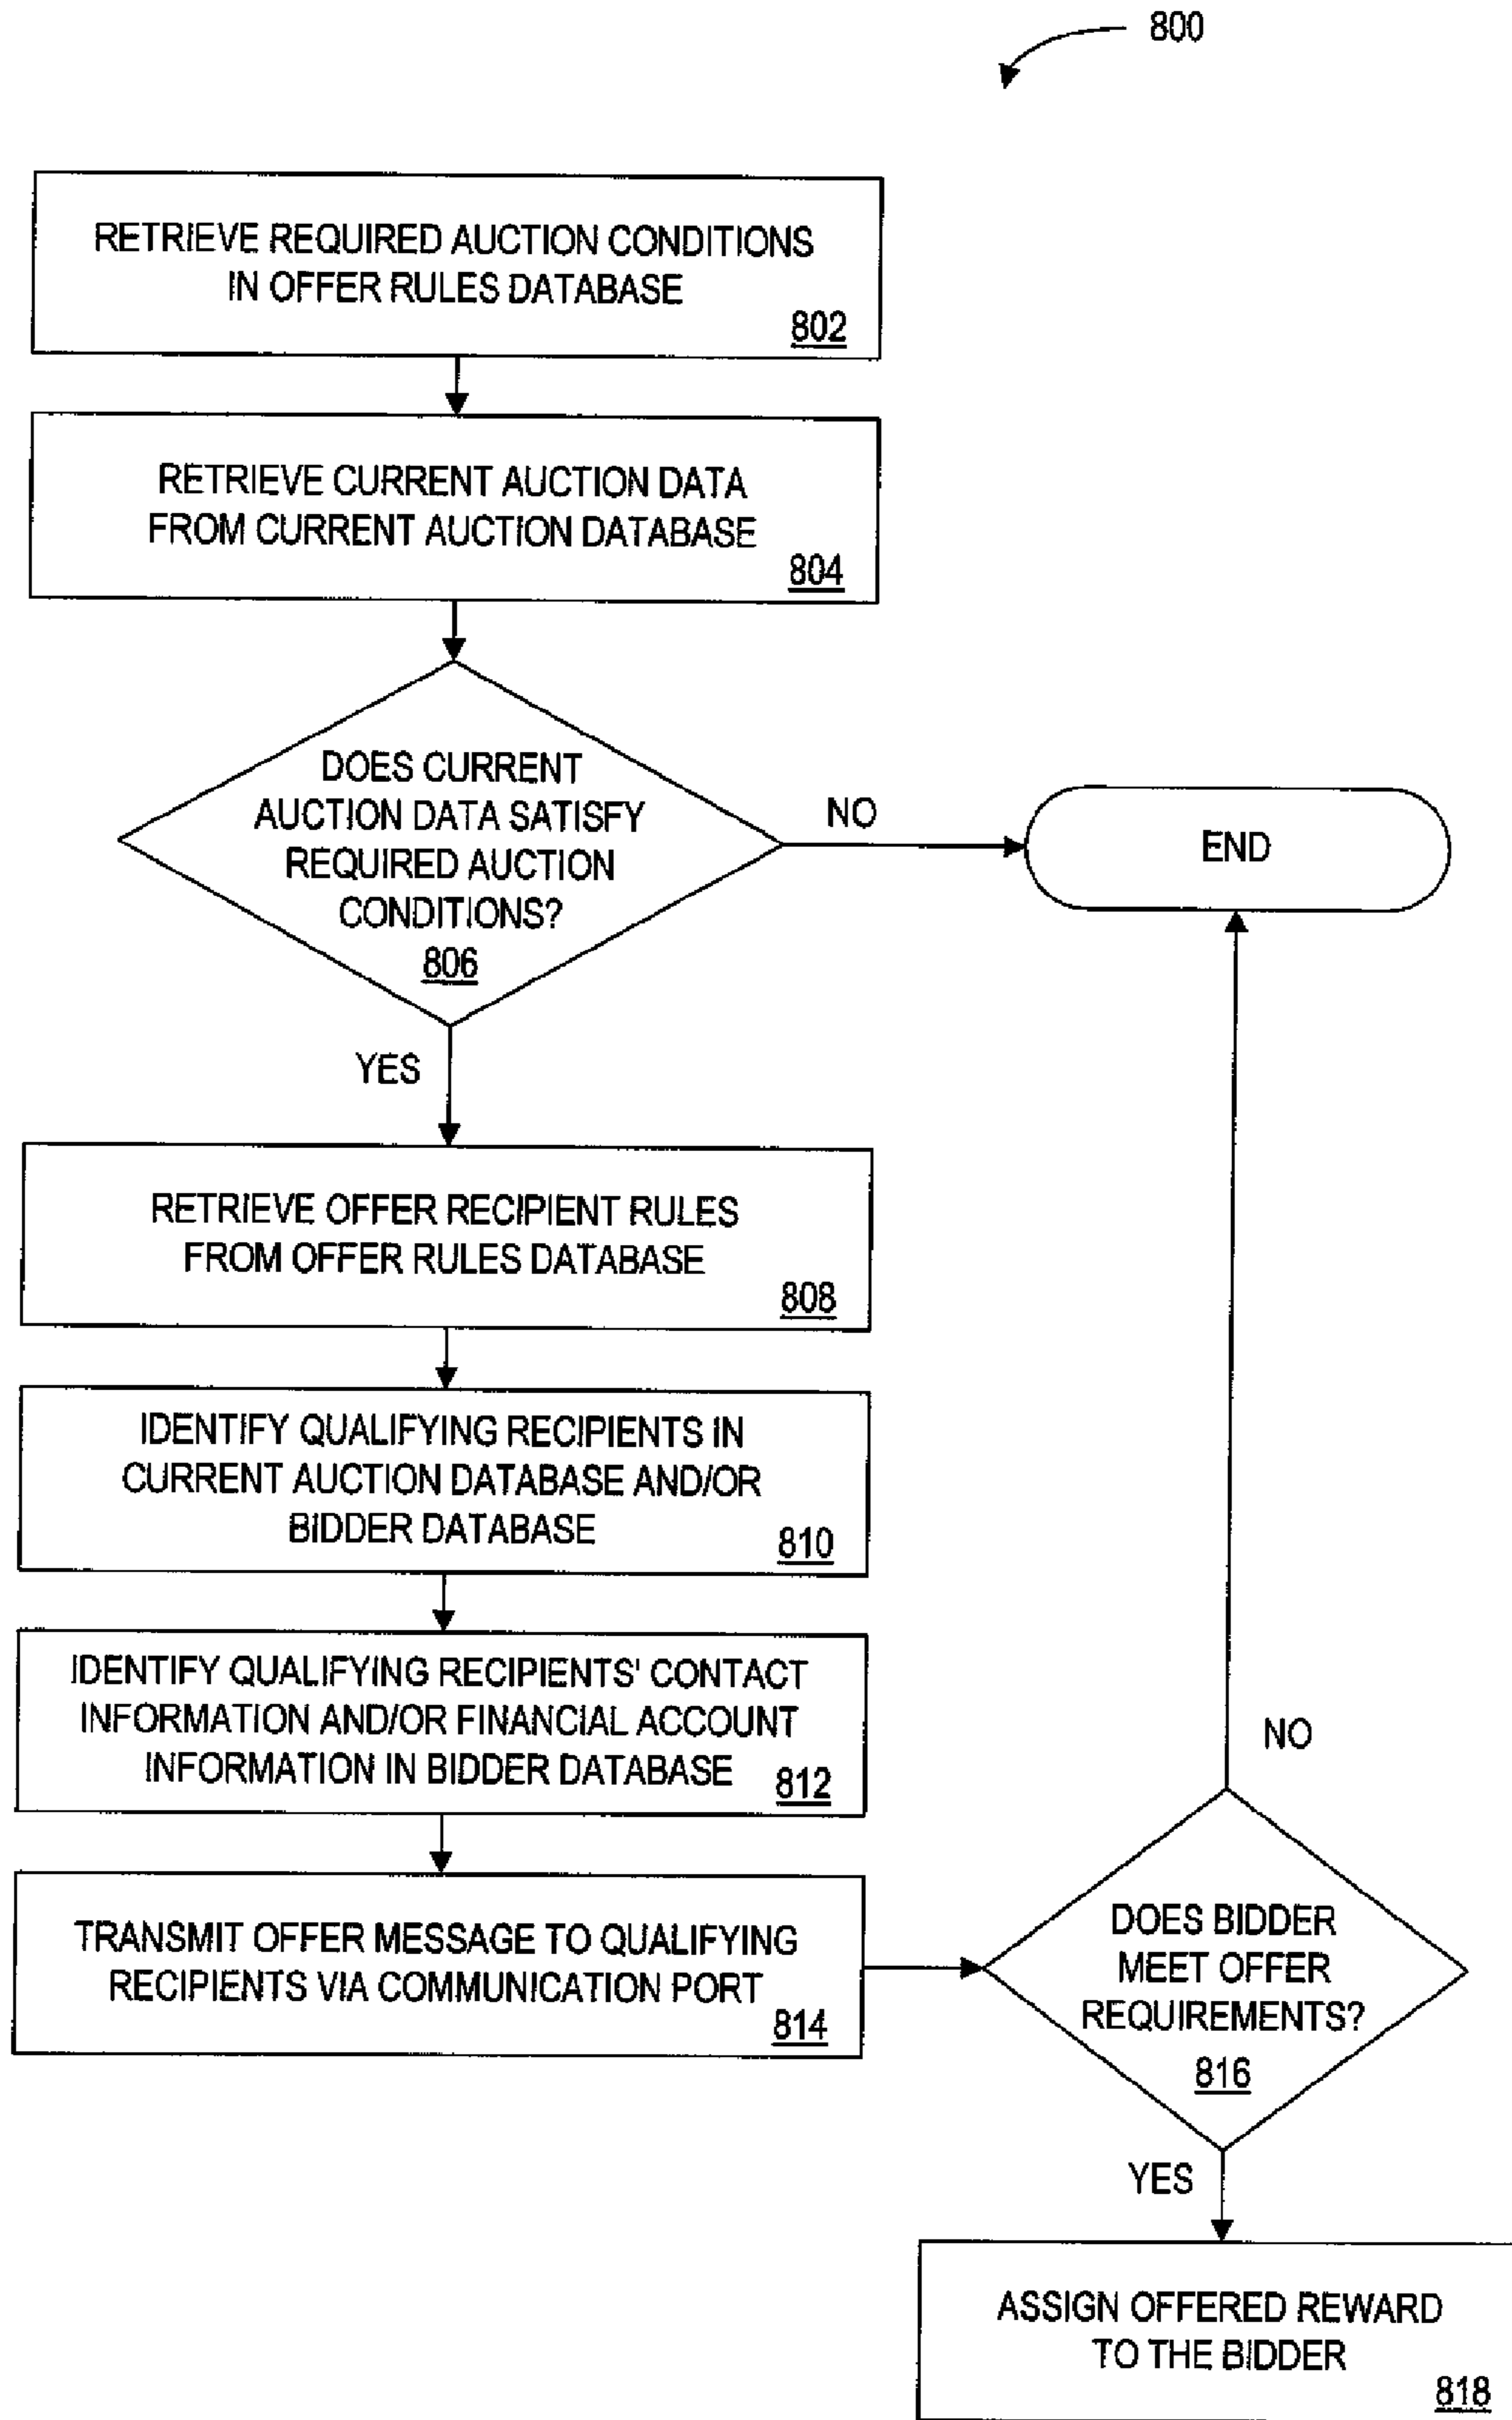 800
RETRIEVE REQUIRED AUCTION CONDITIONS
IN OFFER RULES DATABASE
802
RETRIEVE CURRENT AUCTION DATA
FROM CURRENT AUCTION DATABASE
804
DOES CURRENT
AUCTION DATA SATISFY
REQUIRED AUCTION
CONDITIONS?
806
NO
END
YES
RETRIEVE OFFER RECIPIENT RULES
FROM OFFER RULES DATABASE
808
IDENTIFY QUALIFYING RECIPIENTS IN
CURRENT AUCTION DATABASE AND/OR
BIDDER DATABASE
810
IDENTIFY QUALIFYING RECIPIENTS' CONTACT
INFORMATION AND/OR FINANCIAL ACCOUNT
INFORMATION IN BIDDER DATABASE
812
TRANSMIT OFFER MESSAGE TO QUALIFYING
RECIPIENTS VIA COMMUNICATION PORT
814
NO
DOES BIDDER
MEET OFFER
REQUIREMENTS?
816
YES
ASSIGN OFFERED REWARD
TO THE BIDDER
818